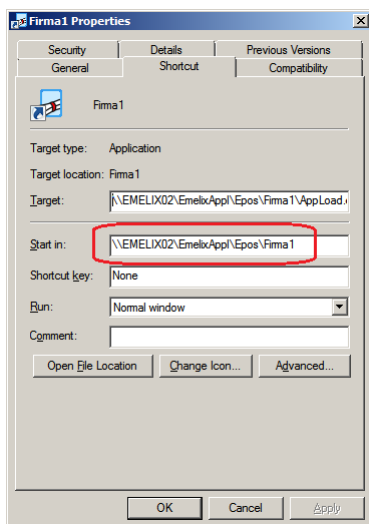 Firma1 Properties
Security Details Previous Versions
General Shortcut Compatibility
Firma1
Target type: Application
Target location: Firma1
Target: \\EMELIX02\EmelixAppl\Epos\Firma1\AppLoad.e
Start in: \\EMELIX02\EmelixAppl\Epos\Firma1
Shortcut key: None
Run: Normal window
Comment:
Open File Location Change Icon... Advanced...
OK Cancel Apply